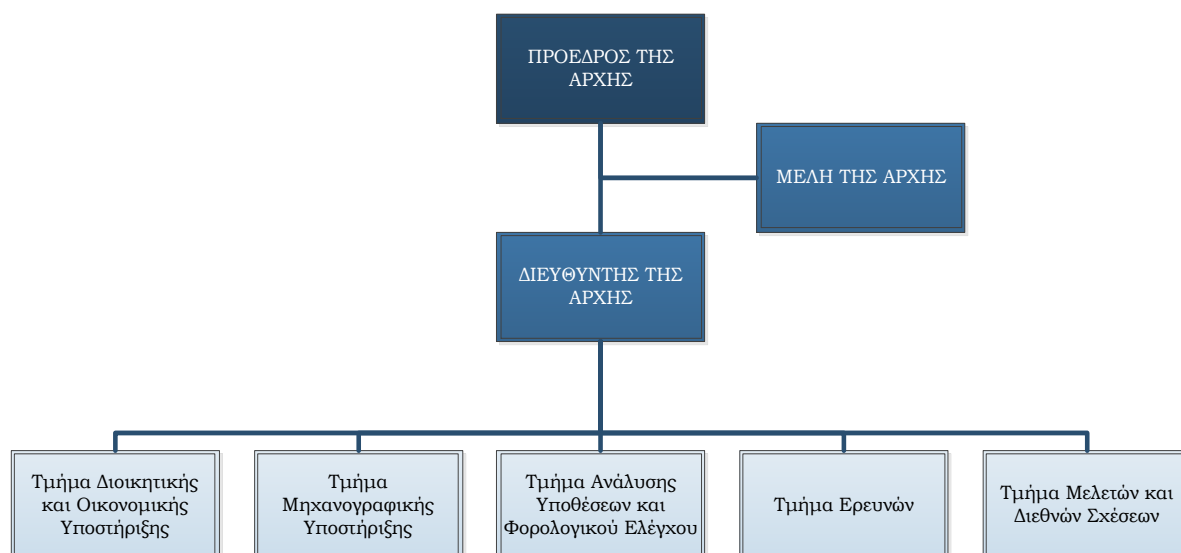 ΠΡΟΕΔΡΟΣ ΤΗΣ
ΑΡΧΗΣ
ΜΕΛΗ ΤΗΣ ΑΡΧΗΣ
ΔΙΕΥΘΥΝΤΗΣ ΤΗΣ
ΑΡΧΗΣ
Τμήμα Διοικητικής
και Οικονομικής
Υποστήριξης
Τμήμα
Μηχανογραφικής
Υποστήριξης
Τμήμα Ανάλυσης
Υποθέσεων και
Φορολογικού Ελέγχου
Τμήμα Ερευνών
Τμήμα Μελετών και
Διεθνών Σχέσεων